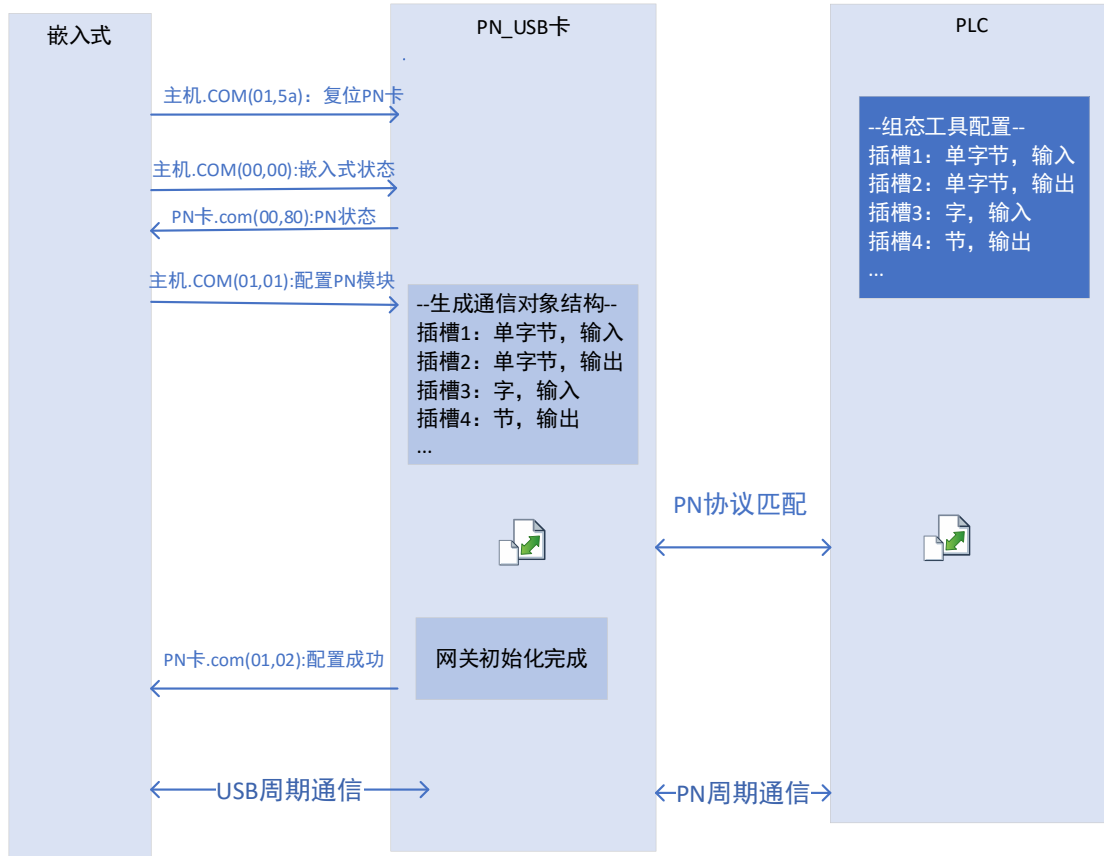 嵌入式
PN_USB卡
PLC
主机.COM(01,5a)：复位PN卡
主机.COM(00,00):嵌入式状态
PN卡.com(00,80):PN状态
主机.COM(01,01):配置PN模块
--组态工具配置--
插槽1：单字节，输入
插槽2：单字节，输出
插槽3：字，输入
插槽4：节，输出
...
--生成通信对象结构--
插槽1：单字节，输入
插槽2：单字节，输出
插槽3：字，输入
插槽4：节，输出
...
PN协议匹配
网关初始化完成
PN卡.com(01,02):配置成功
USB周期通信
PN周期通信